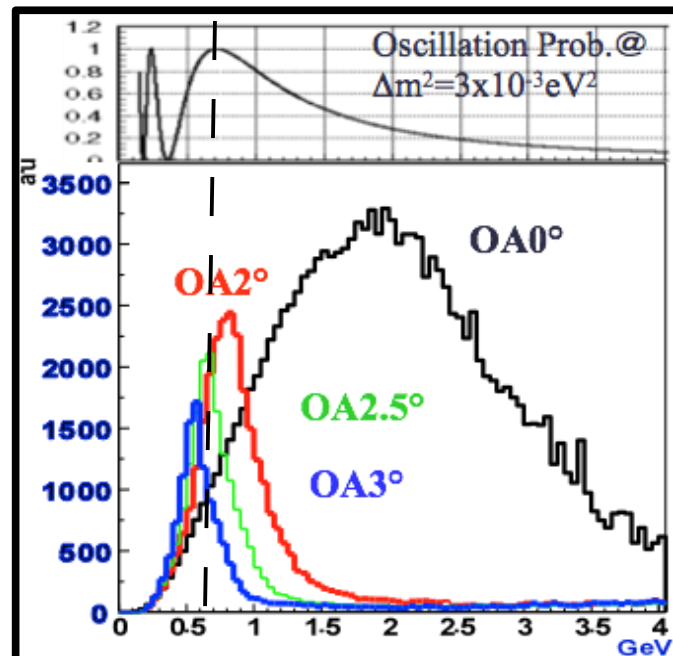 1.2
1
0.8
0.6
0.4
0.2
0
Oscillation Prob.@
Δm²=3x10⁻³eV²
au
3500
3000
2500
2000
1500
1000
500
0
OA0°
OA2°
OA2.5°
OA3°
0 0.5 1 1.5 2 2.5 3 3.5 4
GeV